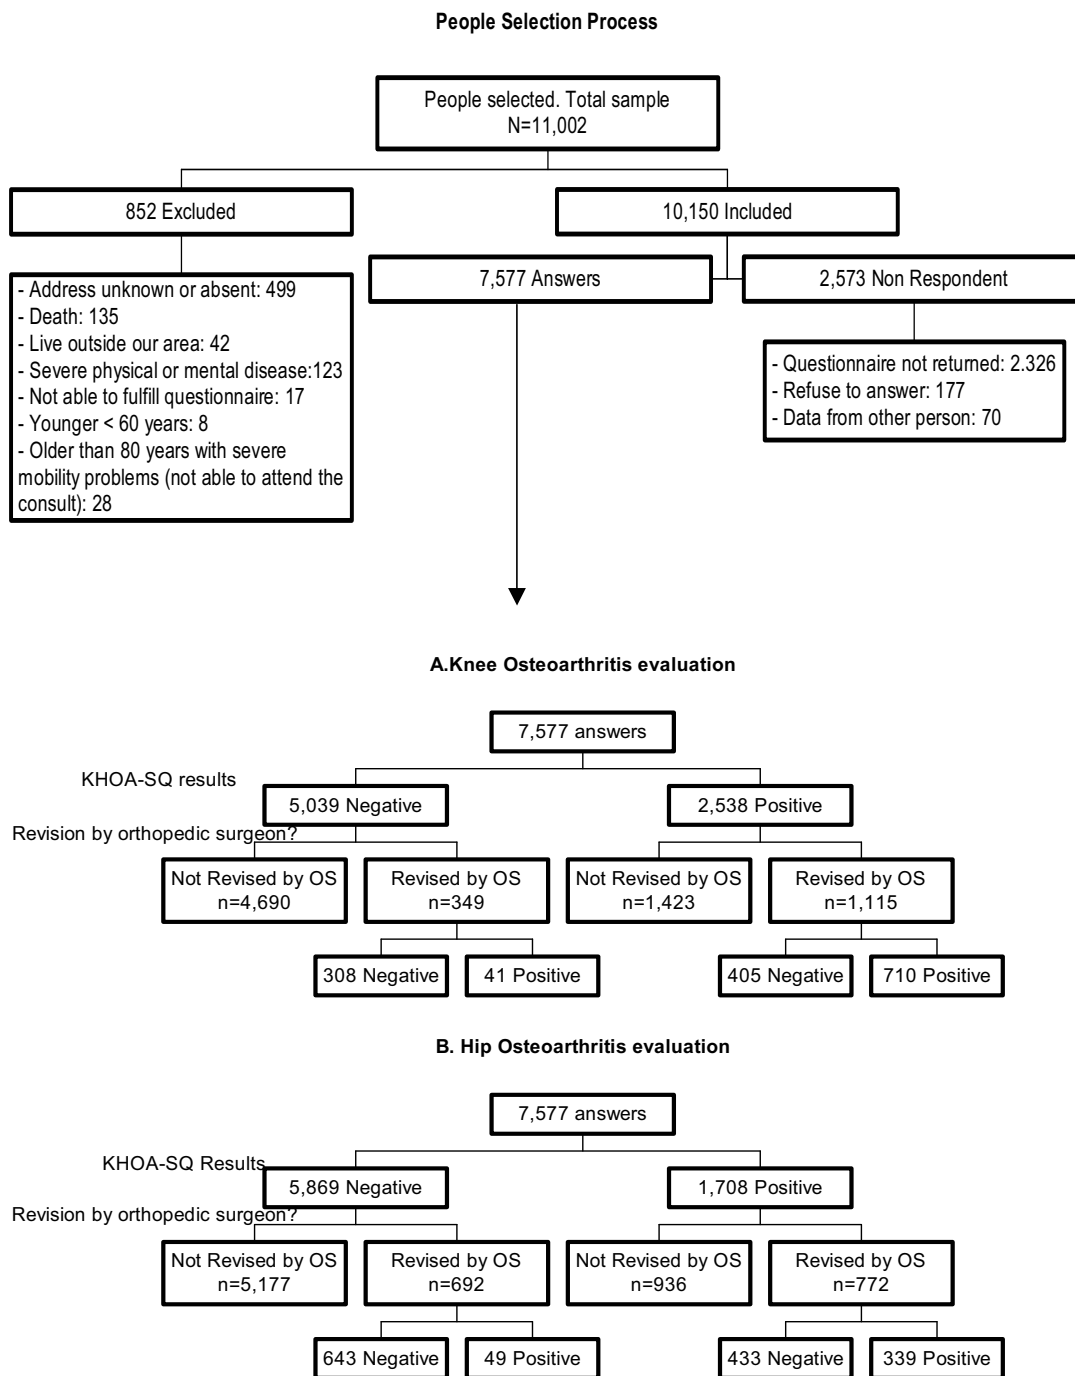 People Selection Process
People selected. Total sample
N=11,002
852 Excluded
10,150 Included
7,577 Answers
2,573 Non Respondent
- Address unknown or absent: 499
- Death: 135
- Live outside our area: 42
- Severe physical or mental disease:123
- Not able to fulfill questionnaire: 17
- Younger < 60 years: 8
- Older than 80 years with severe
mobility problems (not able to attend the
consult): 28
- Questionnaire not returned: 2.326
- Refuse to answer: 177
- Data from other person: 70
A.Knee Osteoarthritis evaluation
7,577 answers
KHOA-SQ results
5,039 Negative
2,538 Positive
Revision by orthopedic surgeon?
Not Revised by OS
n=4,690
Revised by OS
n=349
Not Revised by OS
n=1,423
Revised by OS
n=1,115
308 Negative
41 Positive
405 Negative
710 Positive
B. Hip Osteoarthritis evaluation
7,577 answers
KHOA-SQ Results
5,869 Negative
1,708 Positive
Revision by orthopedic surgeon?
Not Revised by OS
n=5,177
Revised by OS
n=692
Not Revised by OS
n=936
Revised by OS
n=772
643 Negative
49 Positive
433 Negative
339 Positive